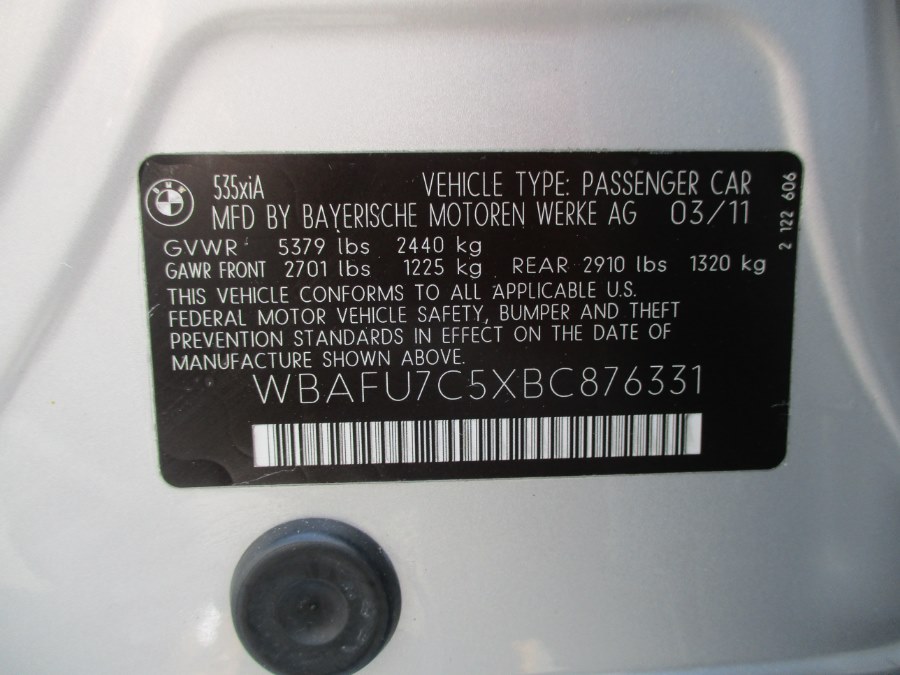 BMW
535xiA VEHICLE TYPE: PASSENGER CAR
MFD BY BAYERISCHE MOTOREN WERKE AG 03/11
GVWR 5379 lbs 2440 kg
GAWR FRONT 2701 lbs 1225 kg REAR 2910 lbs 1320 kg
THIS VEHICLE CONFORMS TO ALL APPLICABLE U.S.
FEDERAL MOTOR VEHICLE SAFETY, BUMPER AND THEFT
PREVENTION STANDARDS IN EFFECT ON THE DATE OF
MANUFACTURE SHOWN ABOVE.
WBAFU7C5XBC876331
2 122 606